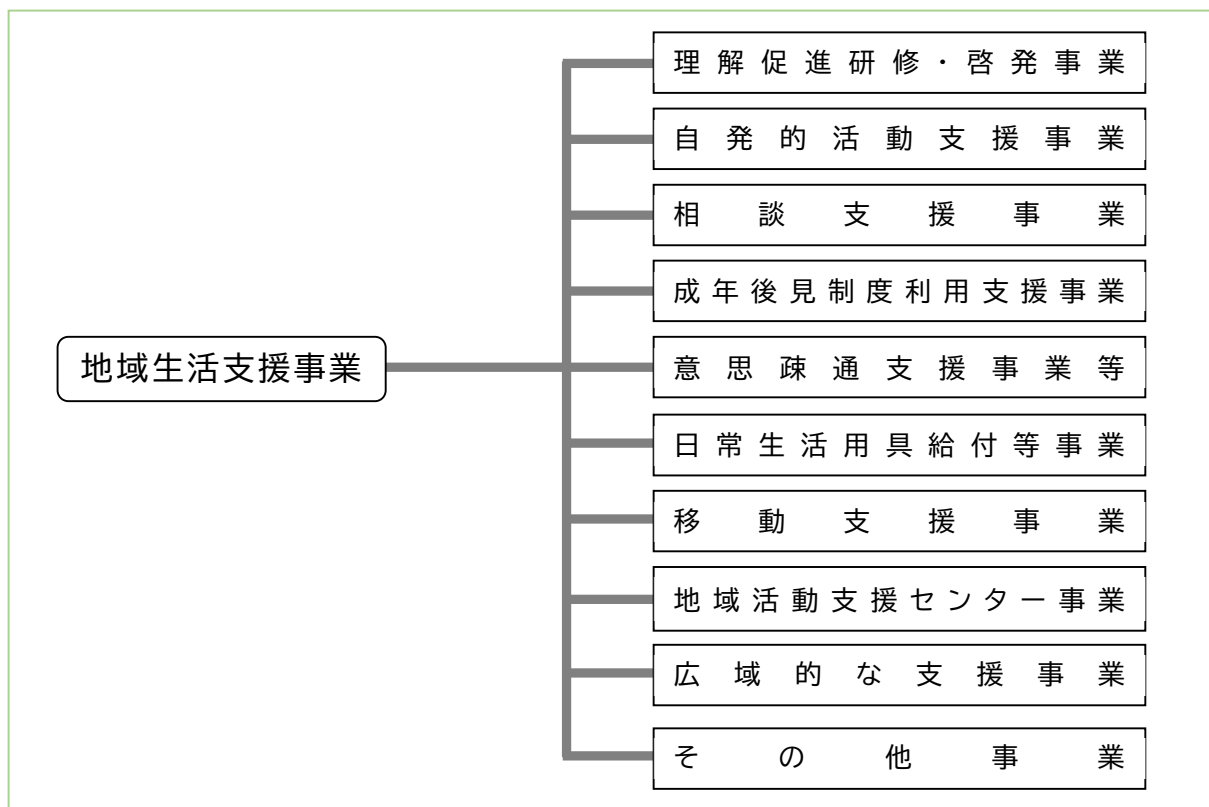 理解促進研修・啓発事業
自発的活動支援事業
相談支援事業
成年後見制度利用支援事業
地域生活支援事業
意思疎通支援事業等
日常生活用具給付等事業
移動支援事業
地域活動支援センター事業
広域的な支援事業
その他事業